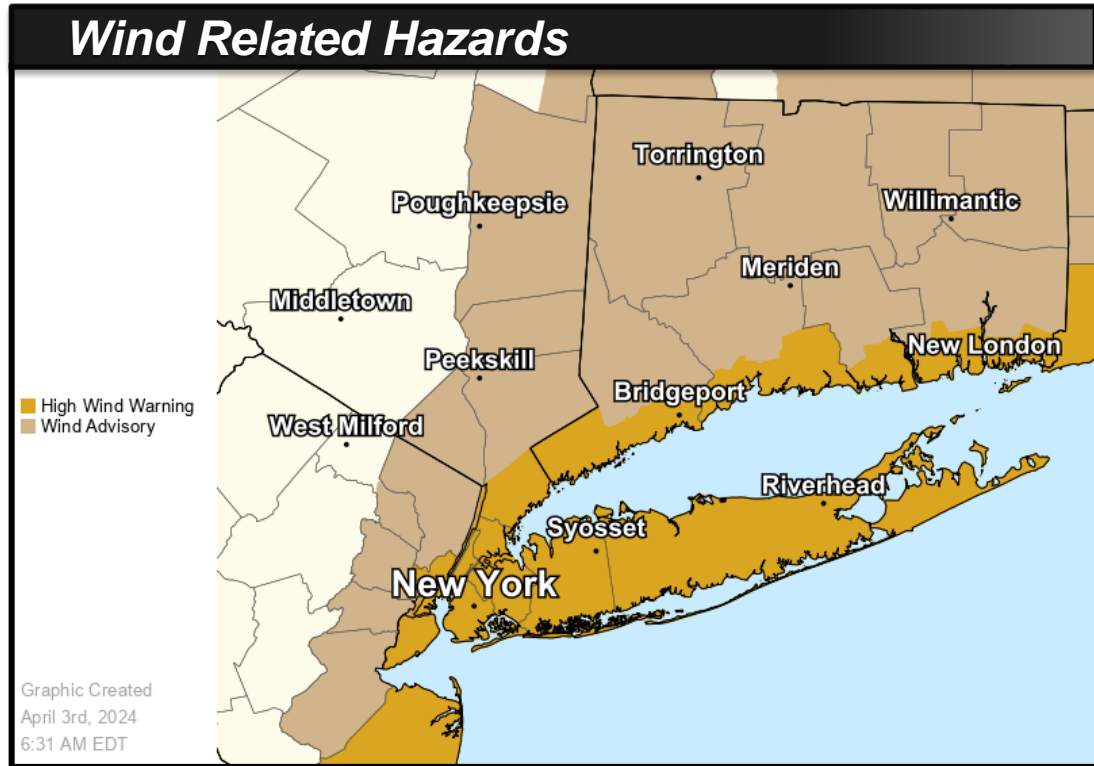 Wind Related Hazards
Torrington
Poughkeepsie
Willimantic
Meriden
Middletown
Peekskill
New London
Bridgeport
High Wind Warning
Wind Advisory
West Milford
Riverhead
Syosset
New York
Graphic Created
April 3rd, 2024
6:31 AM EDT